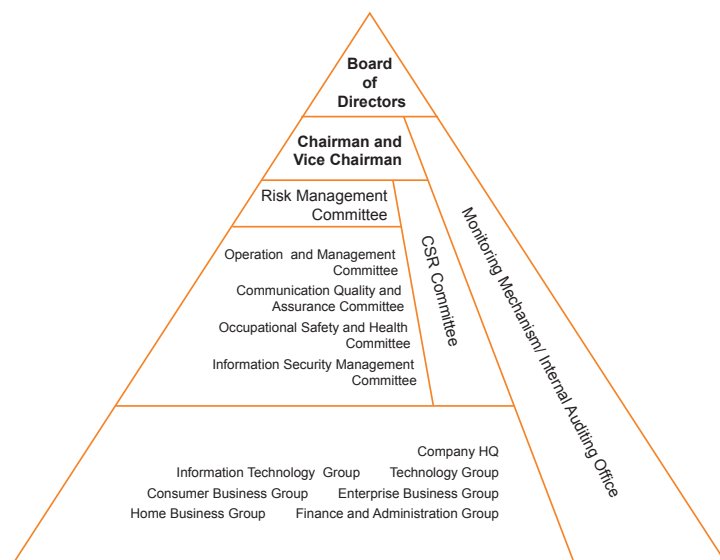 Board
of
Directors
Chairman and
Vice Chairman
Risk Management
Committee
Operation and Management
Committee
Communication Quality and
Assurance Committee
Occupational Safety and Health
Committee
Information Security Management
Committee
CSR Committee
Monitoring Mechanism/ Internal Auditing Office
Company HQ
Information Technology Group Technology Group
Consumer Business Group Enterprise Business Group
Home Business Group Finance and Administration Group